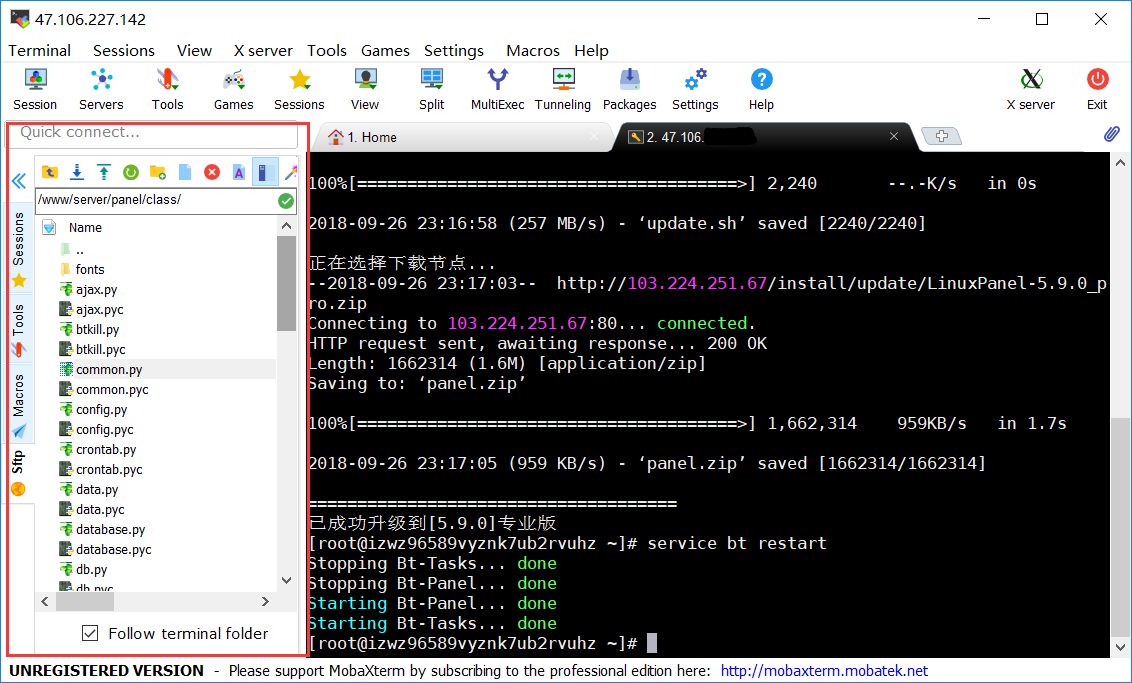 47.106.227.142
Terminal Sessions View X server Tools Games Settings Macros Help
Session Servers Tools Games Sessions View Split MultiExec Tunneling Packages Settings Help X server Exit
Quick connect...
1. Home
2. 47.106.
/www/server/panel/class/
Sessions
Tools
Macros
Sftp
Name
..
fonts
ajax.py
ajax.pyc
btkill.py
btkill.pyc
common.py
common.pyc
config.py
config.pyc
crontab.py
crontab.pyc
data.py
data.pyc
database.py
database.pyc
db.py
db.pyc
Follow terminal folder
100%[======================================>] 2,240 --.-K/s in 0s
2018-09-26 23:16:58 (257 MB/s) - ‘update.sh’ saved [2240/2240]
正在选择下载节点...
--2018-09-26 23:17:03-- http://103.224.251.67/install/update/LinuxPanel-5.9.0_p
ro.zip
Connecting to 103.224.251.67:80... connected.
HTTP request sent, awaiting response... 200 OK
Length: 1662314 (1.6M) [application/zip]
Saving to: ‘panel.zip’
100%[======================================>] 1,662,314 959KB/s in 1.7s
2018-09-26 23:17:05 (959 KB/s) - ‘panel.zip’ saved [1662314/1662314]
=====================================
已成功升级到[5.9.0]专业版
[root@izwz96589vyznk7ub2rvuhz ~]# service bt restart
Stopping Bt-Tasks... done
Stopping Bt-Panel... done
Starting Bt-Panel... done
Starting Bt-Tasks... done
[root@izwz96589vyznk7ub2rvuhz ~]#
UNREGISTERED VERSION - Please support MobaXterm by subscribing to the professional edition here: http://mobaxterm.mobatek.net